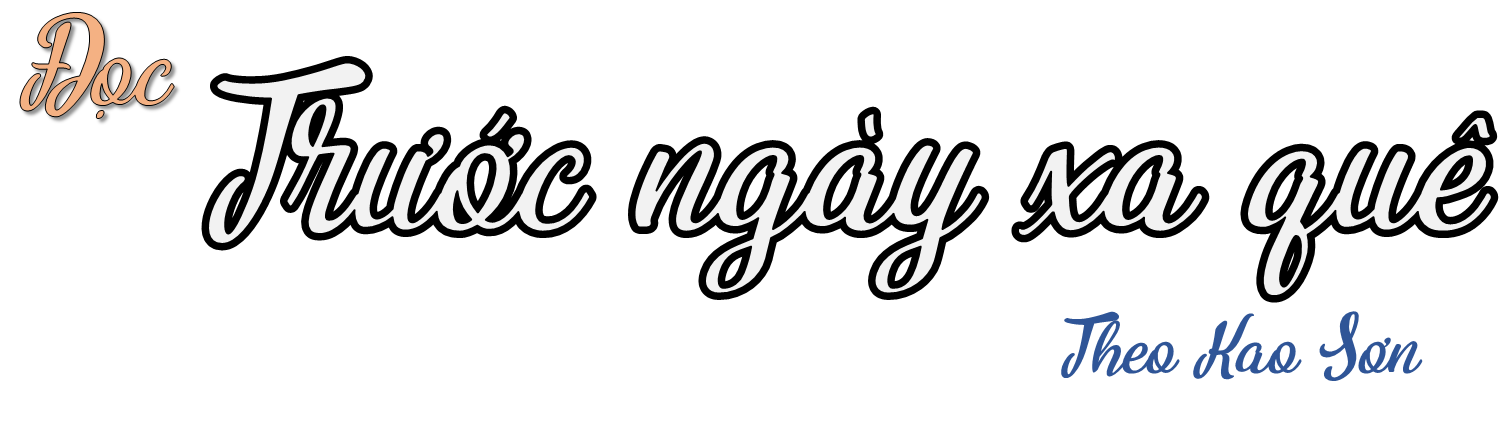 Đọc
Trước ngày xa quê
Theo Kao Sơn